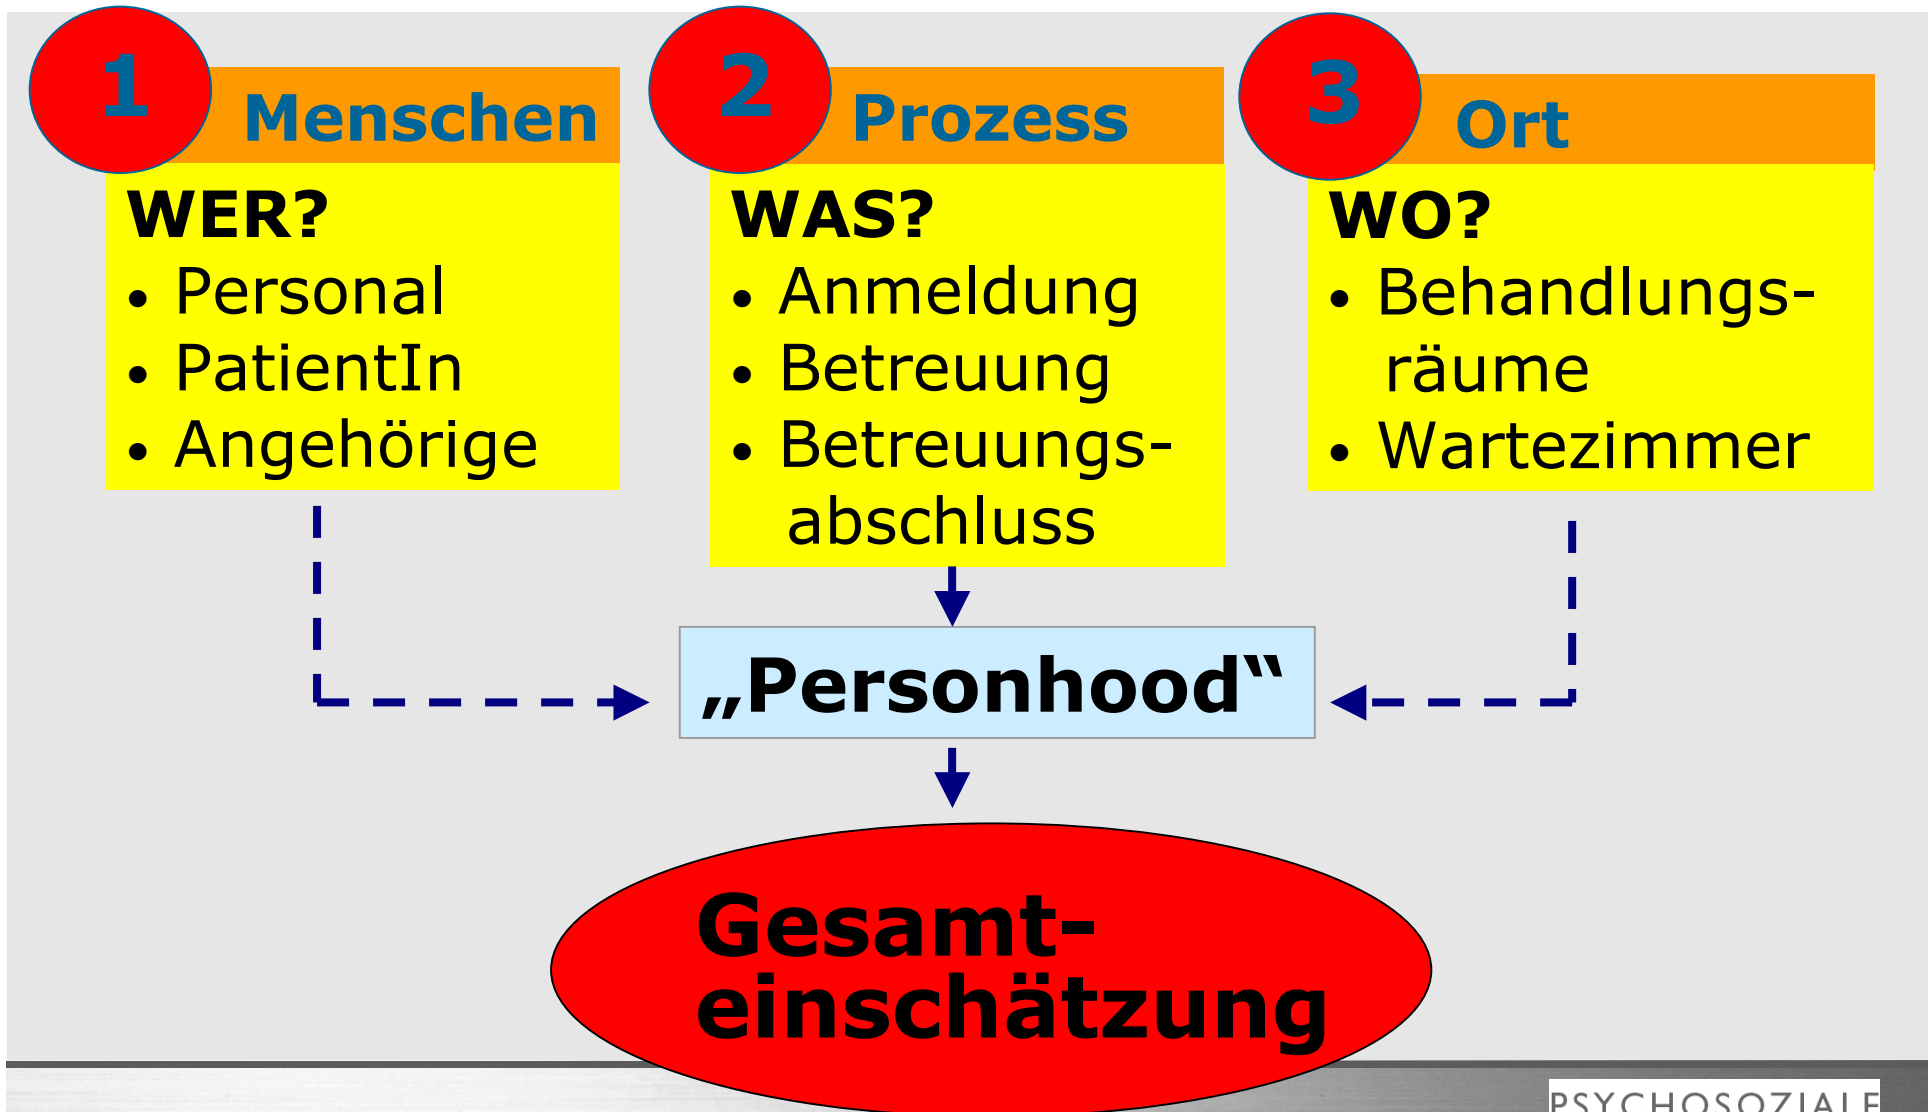 1
Menschen
WER?
• Personal
• PatientIn
• Angehörige
2
Prozess
WAS?
• Anmeldung
• Betreuung
• Betreuungs-
abschluss
3
Ort
WO?
• Behandlungs-
räume
• Wartezimmer
„Personhood“
Gesamt-
einschätzung
PSYCHOSOZIALE